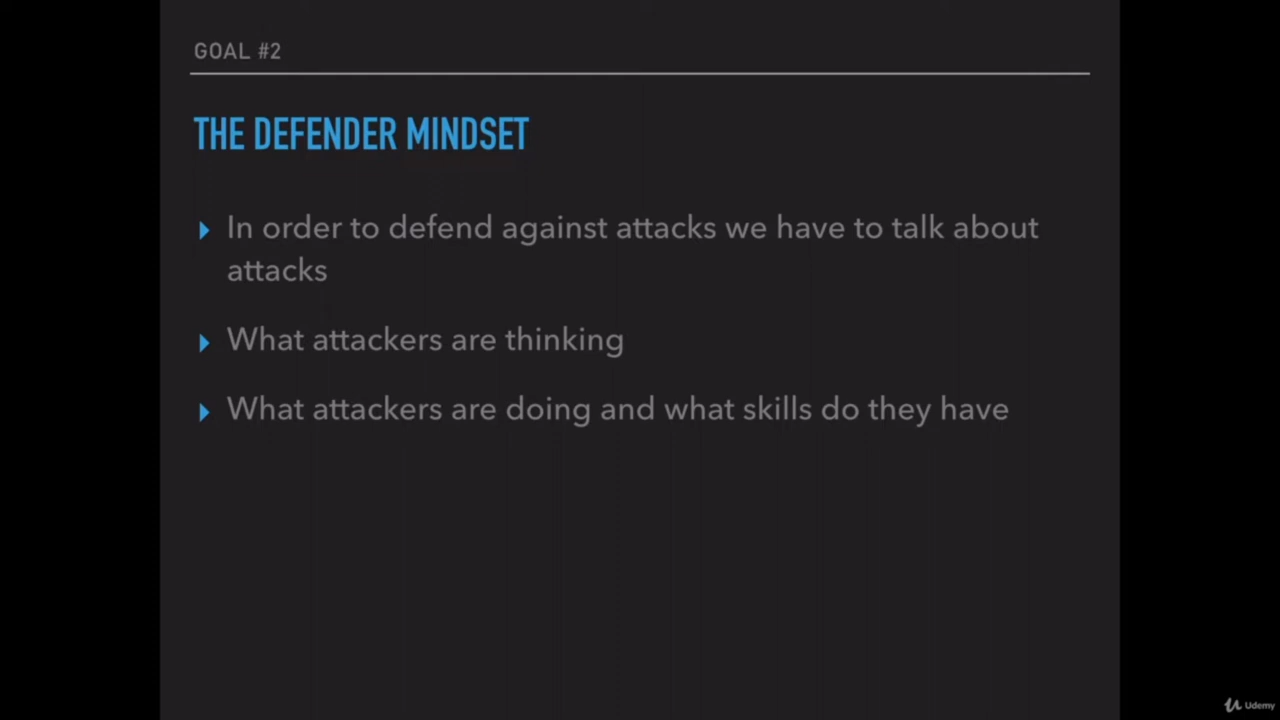 GOAL #2
THE DEFENDER MINDSET
In order to defend against attacks we have to talk about
attacks
What attackers are thinking
What attackers are doing and what skills do they have
Udemy